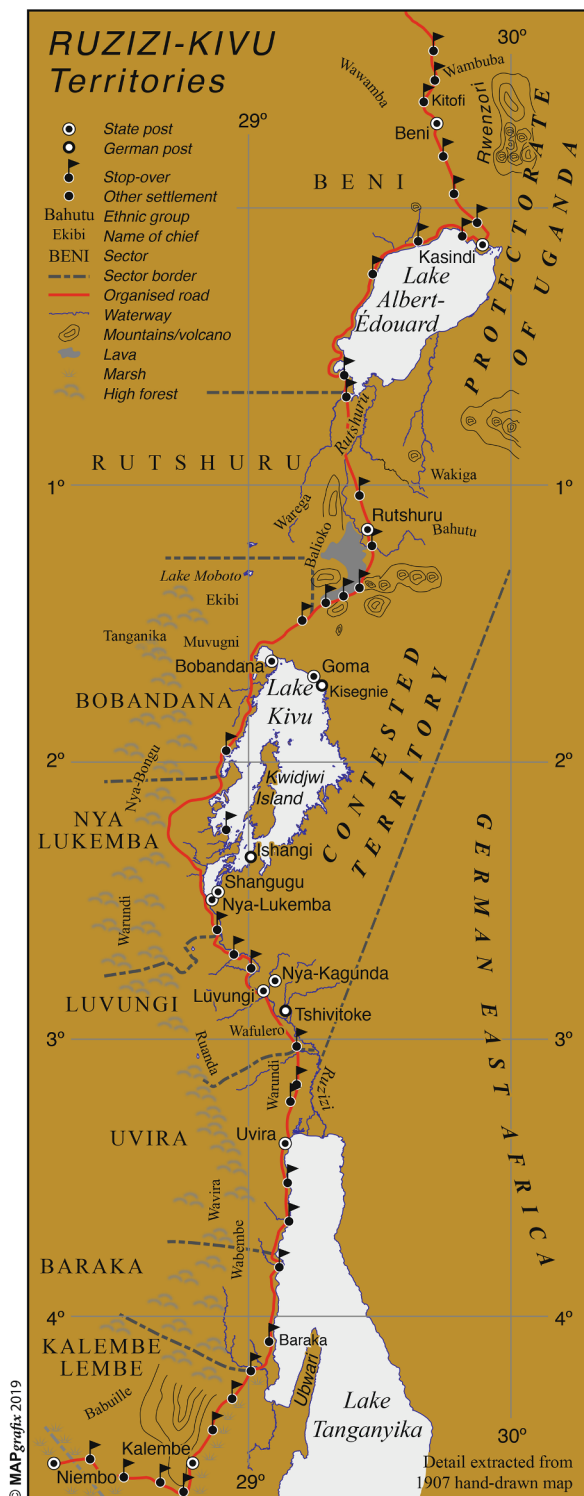 RUZIZI-KIVU
Territories
State post
German post
Stop-over
Other settlement
Bahutu Ethnic group
Ekibi Name of chief
BENI Sector
Sector border
Organised road
Waterway
Mountains/volcano
Lava
Marsh
High forest
30º
29º
Wawamba
Wambuba
Kitofi
Beni
Rwenzori
PROTECTORATE
OF UGANDA
BENI
Kasindi
Lake
Albert-
Édouard
Rutshuru
RUTSHURU
1º
1º
Wakiga
Warega
Rutshuru
Balioko
Bahutu
Lake Moboto
Ekibi
Tanganika
Muvugni
Bobandana
Goma
Kisegnie
BOBANDANA
Lake
Kivu
CONTESTED
TERRITORY
2º
2º
Nya-Bongu
Kwidjwi
Island
NYA
LUKEMBA
Ishangi
Shangugu
Nya-Lukemba
GERMAN EAST AFRICA
Warundi
Nya-Kagunda
LUVUNGI
Luvungi
Tshivitoke
Wafulero
3º
3º
Ruanda
Warundi
Ruzizi
UVIRA
Uvira
Wavira
Wabembe
BARAKA
4º
4º
Baraka
KALEMBE
LEMBE
Ubwari
Babuille
Lake
Tanganyika
Kalembe
Niembo
29º
30º
Detail extracted from
1907 hand-drawn map
© MAPgrafix 2019